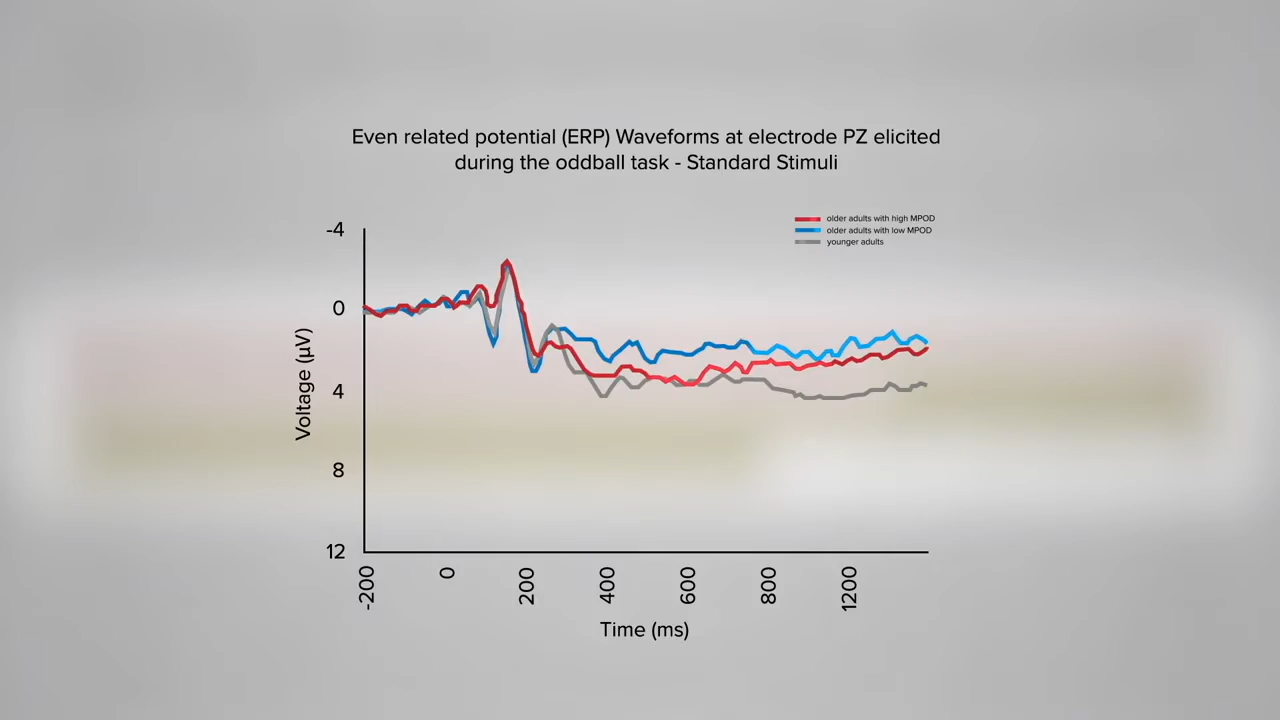 Even related potential (ERP) Waveforms at electrode PZ elicited
during the oddball task - Standard Stimuli
older adults with high MPOD
older adults with low MPOD
younger adults
-4
0
4
8
12
Voltage (µV)
-200
0
200
400
600
800
1200
Time (ms)